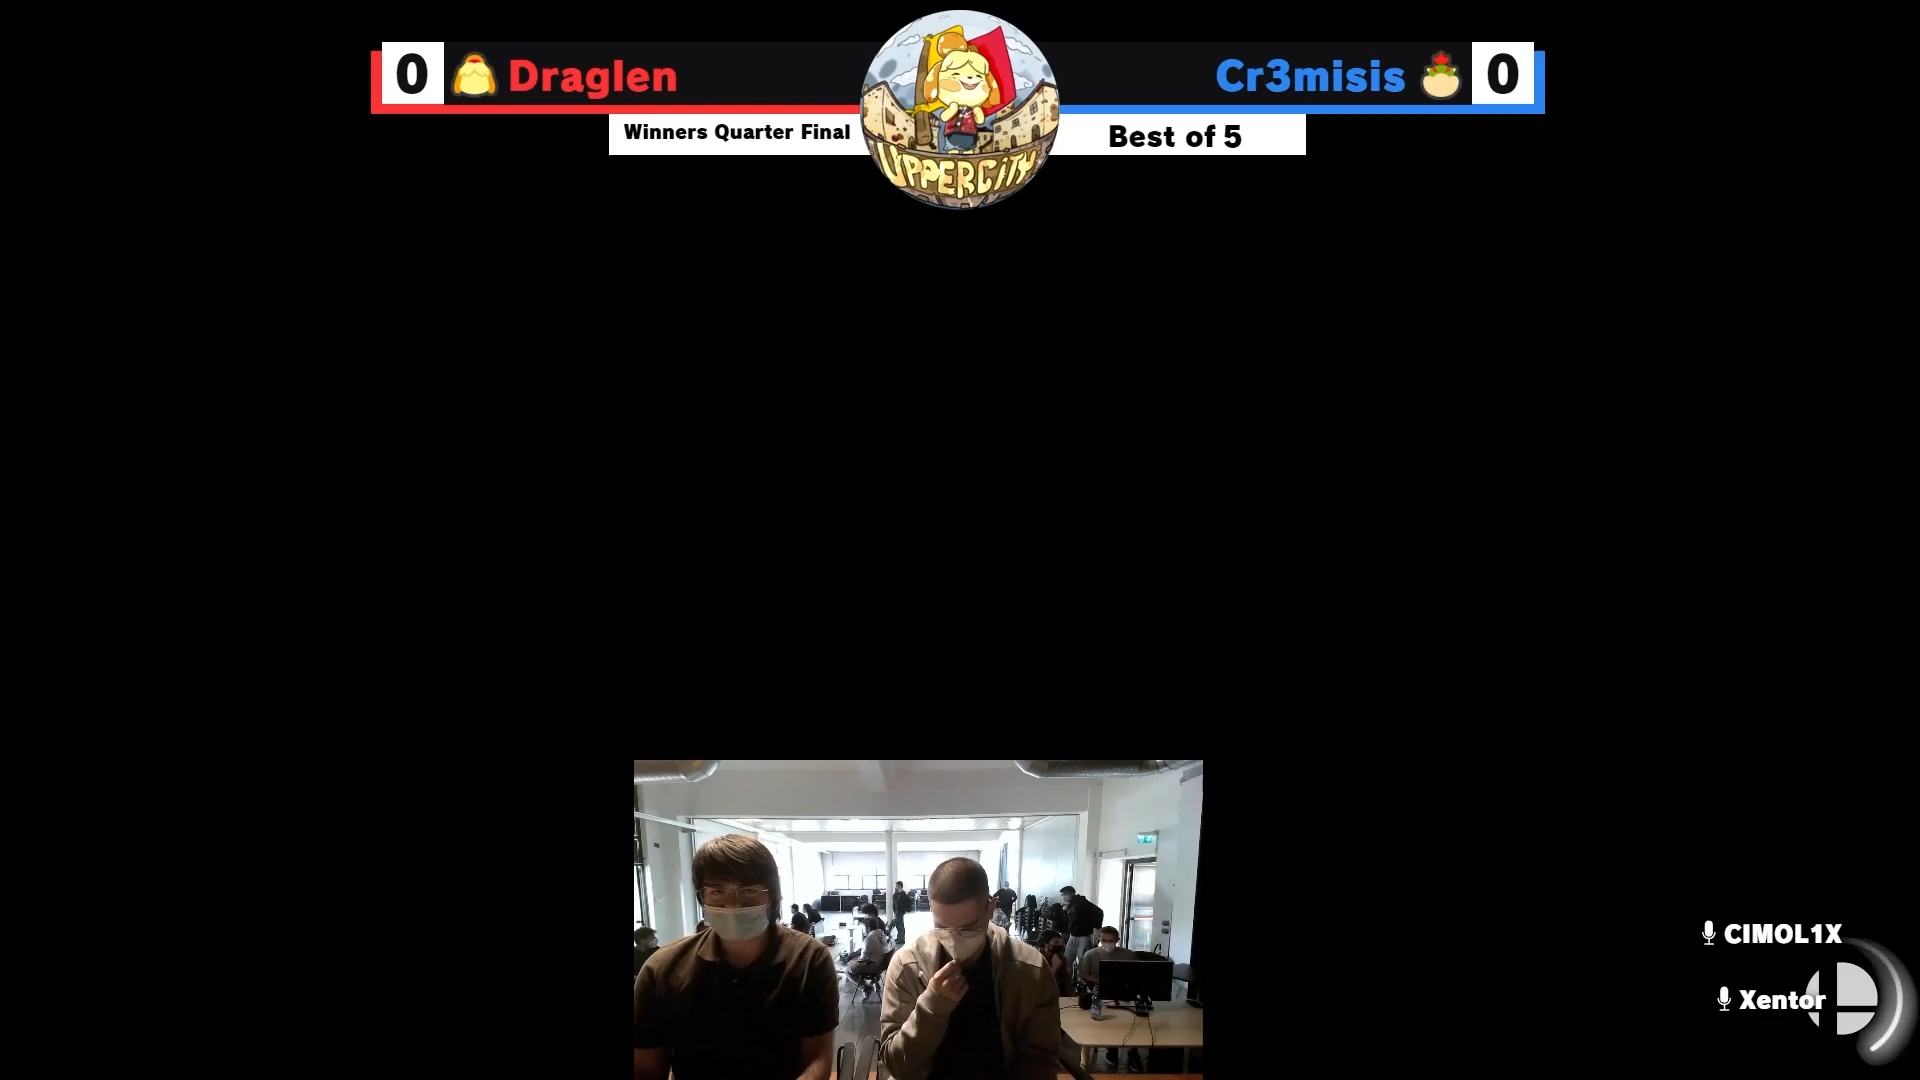 0 Draglen
Cr3misis 0
Winners Quarter Final
Best of 5
UPPERCITY
CIMOL1X
Xentor